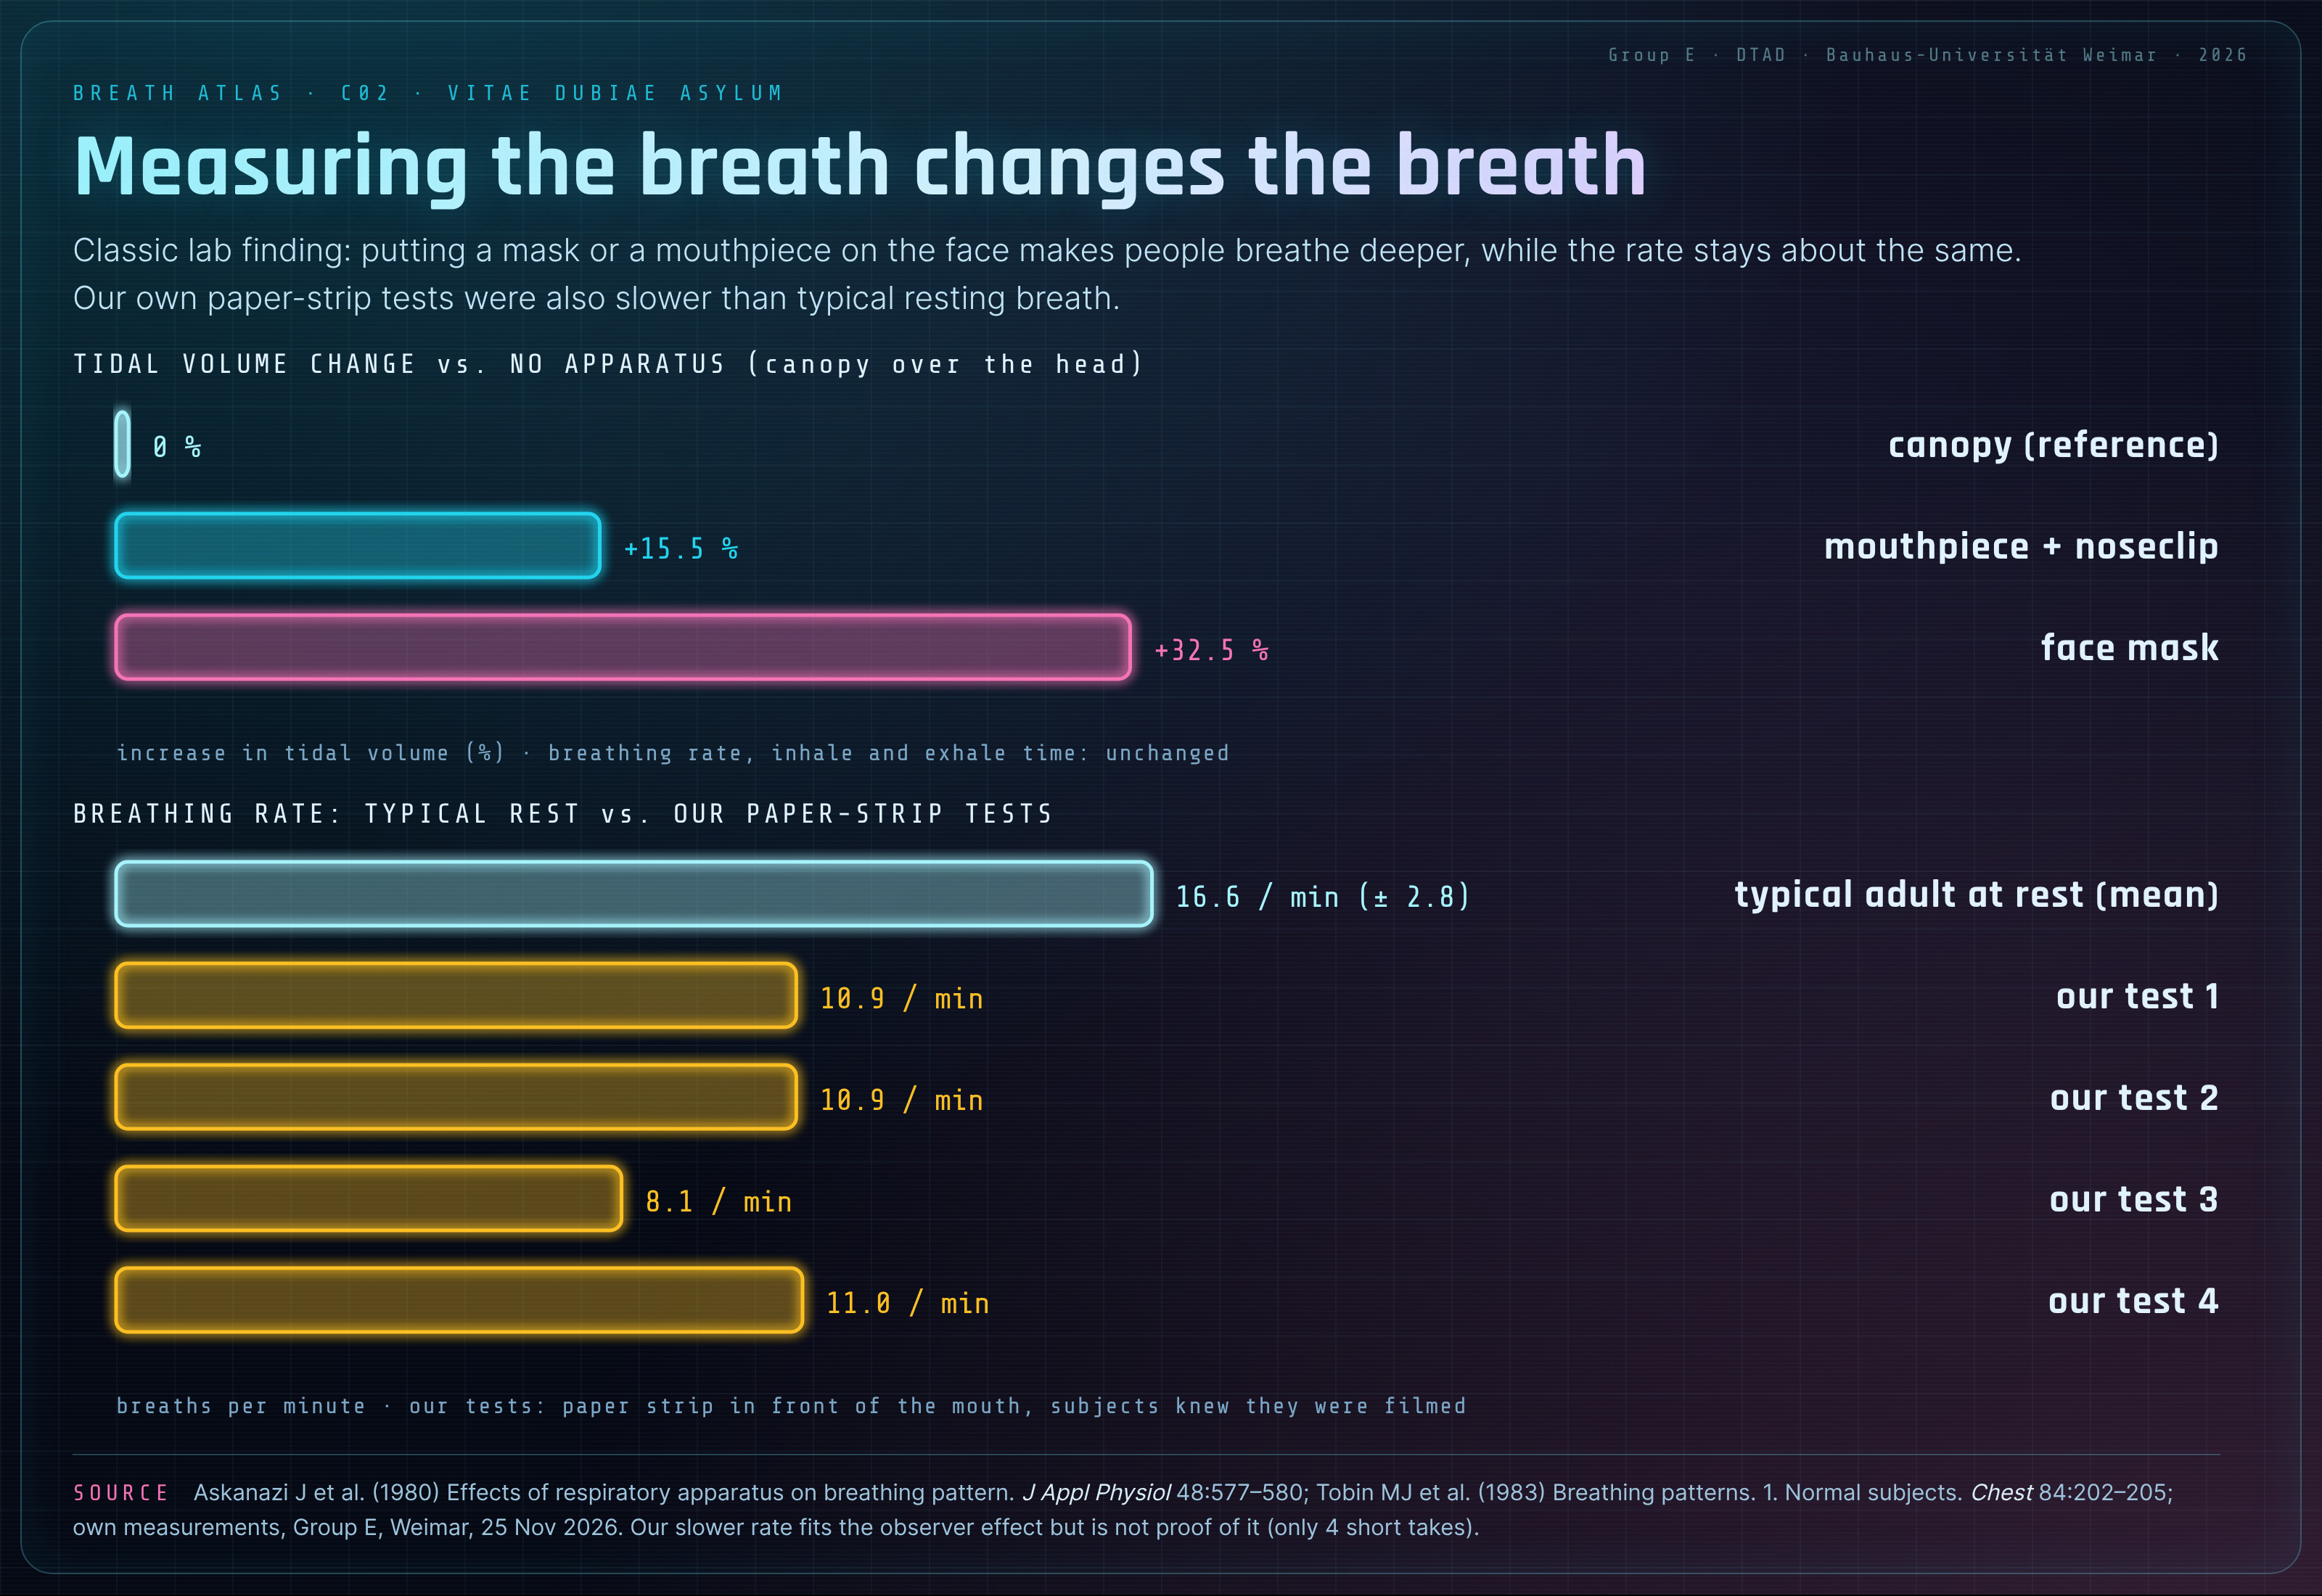 Group E · DTAD · Bauhaus-Universität Weimar · 2026
BREATH ATLAS · C02 · VITAE DUBIAE ASYLUM
Measuring the breath changes the breath
Classic lab finding: putting a mask or a mouthpiece on the face makes people breathe deeper, while the rate stays about the same.
Our own paper-strip tests were also slower than typical resting breath.
TIDAL VOLUME CHANGE vs. NO APPARATUS (canopy over the head)
0 % canopy (reference)
+15.5 % mouthpiece + noseclip
+32.5 % face mask
increase in tidal volume (%) · breathing rate, inhale and exhale time: unchanged
BREATHING RATE: TYPICAL REST vs. OUR PAPER-STRIP TESTS
16.6 / min (± 2.8) typical adult at rest (mean)
10.9 / min our test 1
10.9 / min our test 2
8.1 / min our test 3
11.0 / min our test 4
breaths per minute · our tests: paper strip in front of the mouth, subjects knew they were filmed
SOURCE Askanazi J et al. (1980) Effects of respiratory apparatus on breathing pattern. J Appl Physiol 48:577–580; Tobin MJ et al. (1983) Breathing patterns. 1. Normal subjects. Chest 84:202–205;
own measurements, Group E, Weimar, 25 Nov 2026. Our slower rate fits the observer effect but is not proof of it (only 4 short takes).